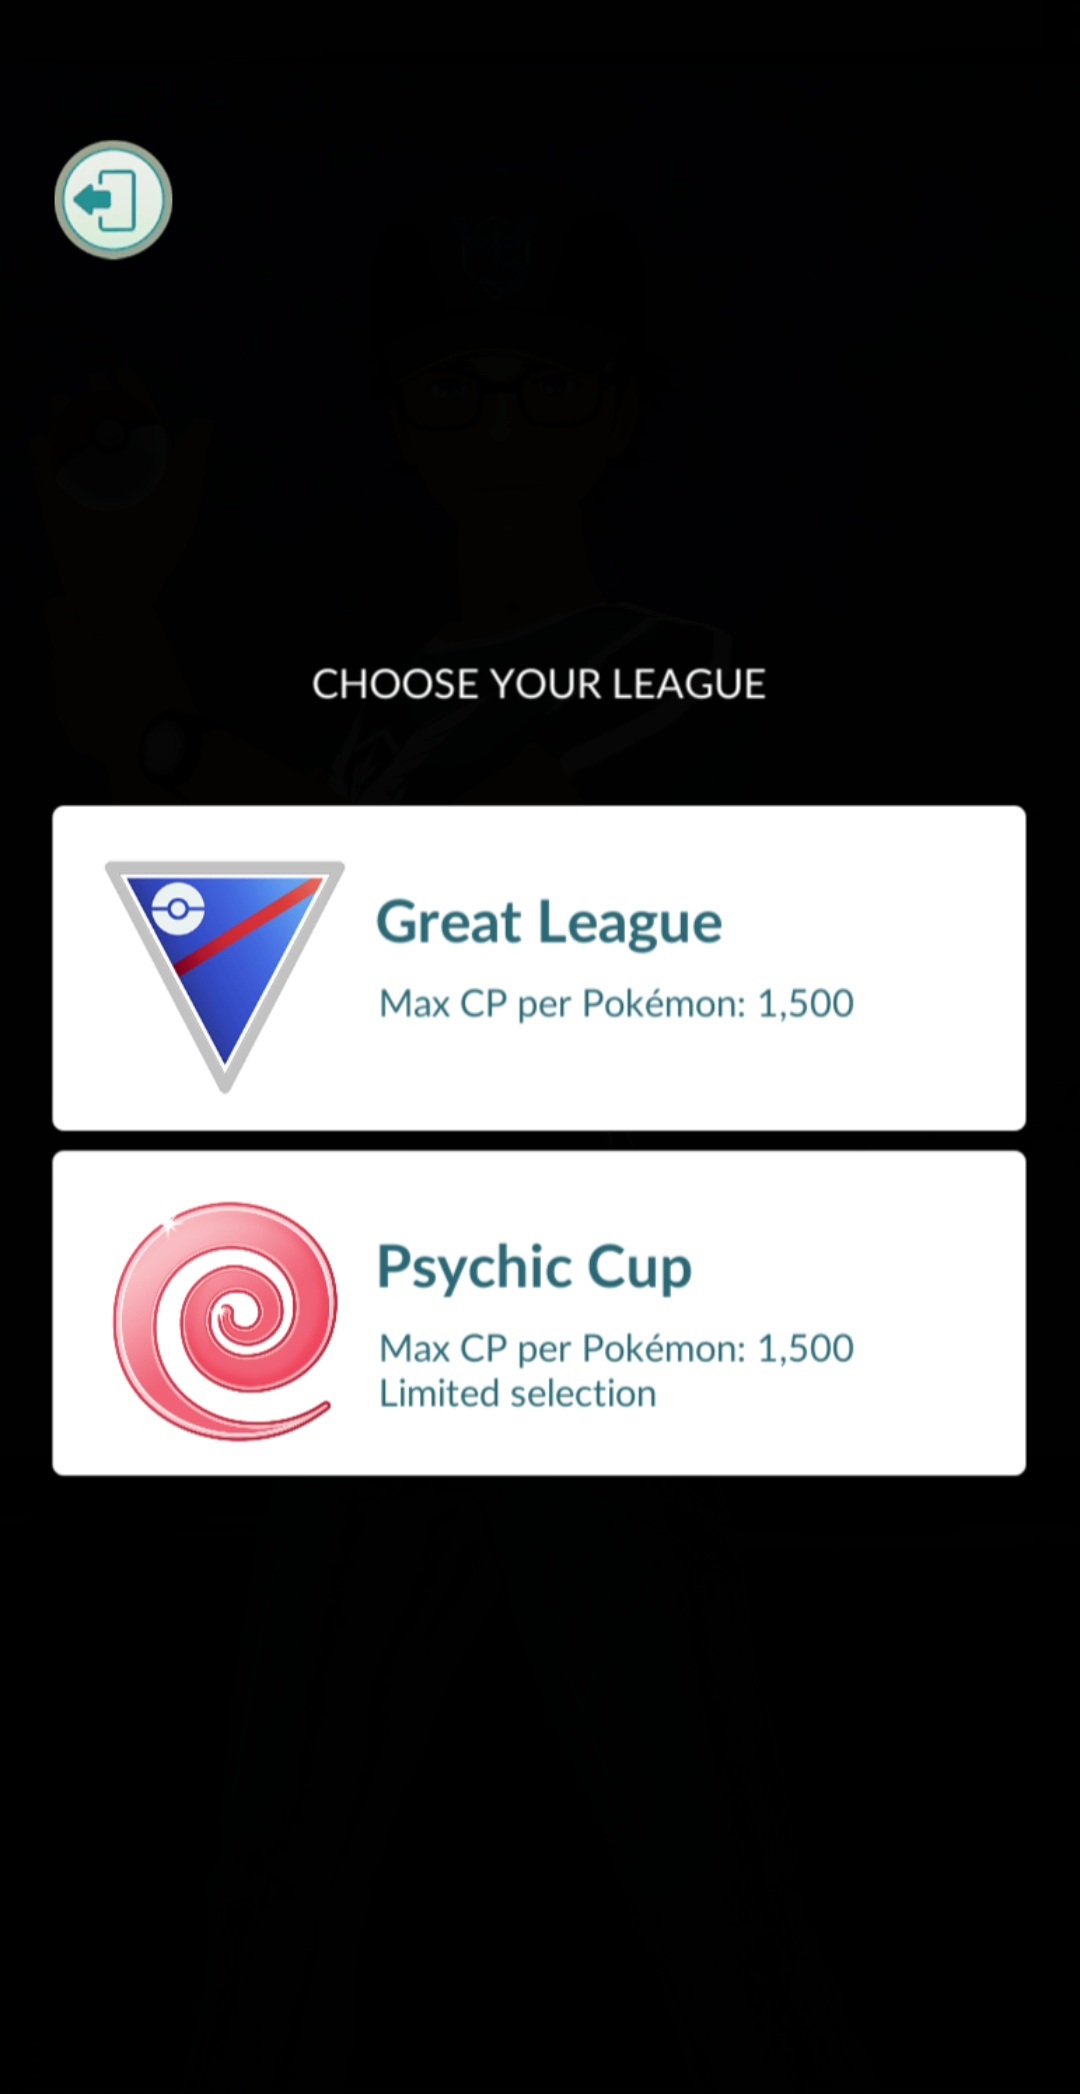 CHOOSE YOUR LEAGUE
Great League
Max CP per Pokémon: 1,500
Psychic Cup
Max CP per Pokémon: 1,500
Limited selection